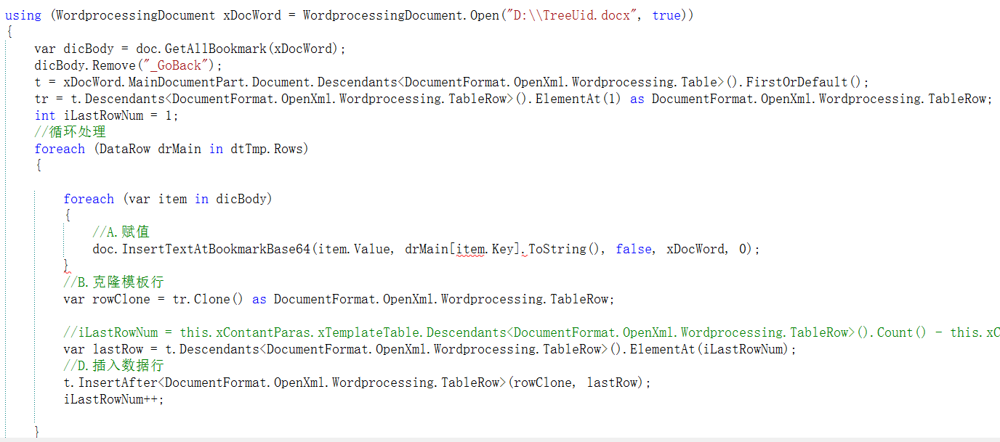 using (WordprocessingDocument xDocWord = WordprocessingDocument.Open("D:\\TreeUid.docx", true))
{
var dicBody = doc.GetAllBookmark(xDocWord);
dicBody.Remove("_GoBack");
t = xDocWord.MainDocumentPart.Document.Descendants<DocumentFormat.OpenXml.Wordprocessing.Table>().FirstOrDefault();
tr = t.Descendants<DocumentFormat.OpenXml.Wordprocessing.TableRow>().ElementAt(1) as DocumentFormat.OpenXml.Wordprocessing.TableRow;
int iLastRowNum = 1;
//循环处理
foreach (DataRow drMain in dtTmp.Rows)
{
foreach (var item in dicBody)
{
//A.赋值
doc.InsertTextAtBookmarkBase64(item.Value, drMain[item.Key].ToString(), false, xDocWord, 0);
}
//B.克隆模板行
var rowClone = tr.Clone() as DocumentFormat.OpenXml.Wordprocessing.TableRow;
//iLastRowNum = this.xContantParas.xTemplateTable.Descendants<DocumentFormat.OpenXml.Wordprocessing.TableRow>().Count() - this.xC
var lastRow = t.Descendants<DocumentFormat.OpenXml.Wordprocessing.TableRow>().ElementAt(iLastRowNum);
//D.插入数据行
t.InsertAfter<DocumentFormat.OpenXml.Wordprocessing.TableRow>(rowClone, lastRow);
iLastRowNum++;
}